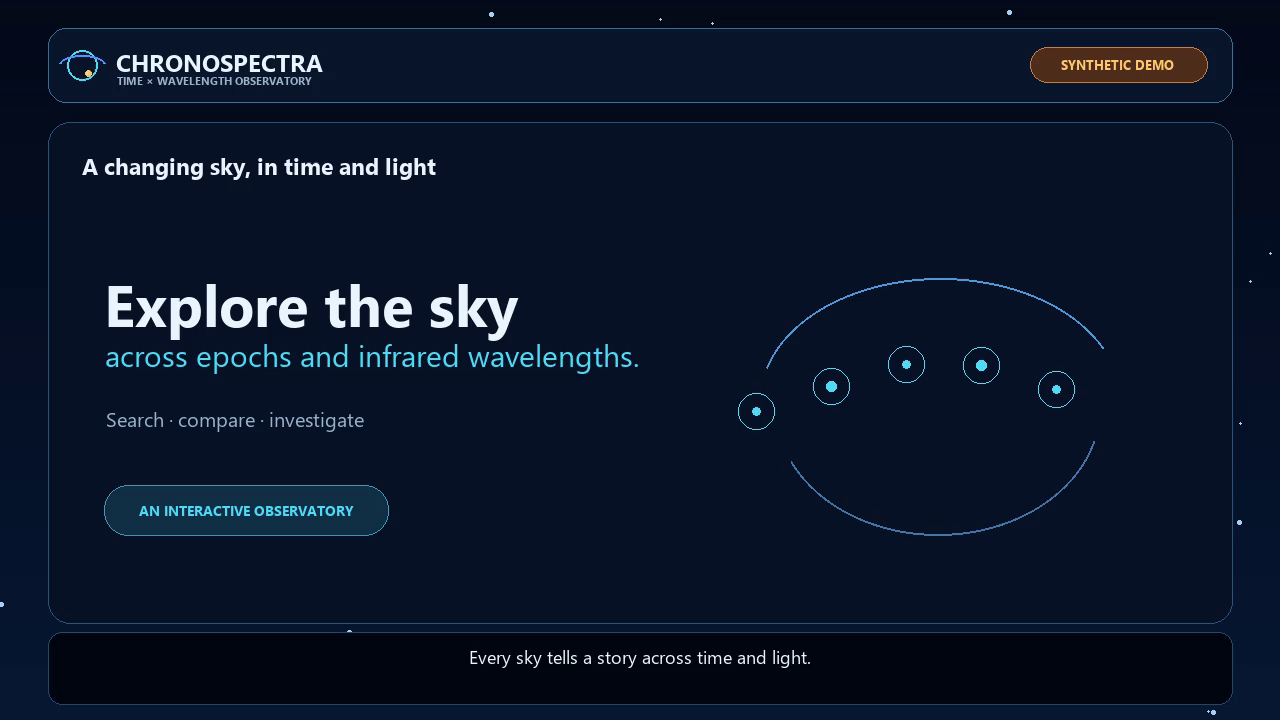 CHRONOSPECTRA
TIME × WAVELENGTH OBSERVATORY
SYNTHETIC DEMO
A changing sky, in time and light
Explore the sky
across epochs and infrared wavelengths.
Search · compare · investigate
AN INTERACTIVE OBSERVATORY
Every sky tells a story across time and light.